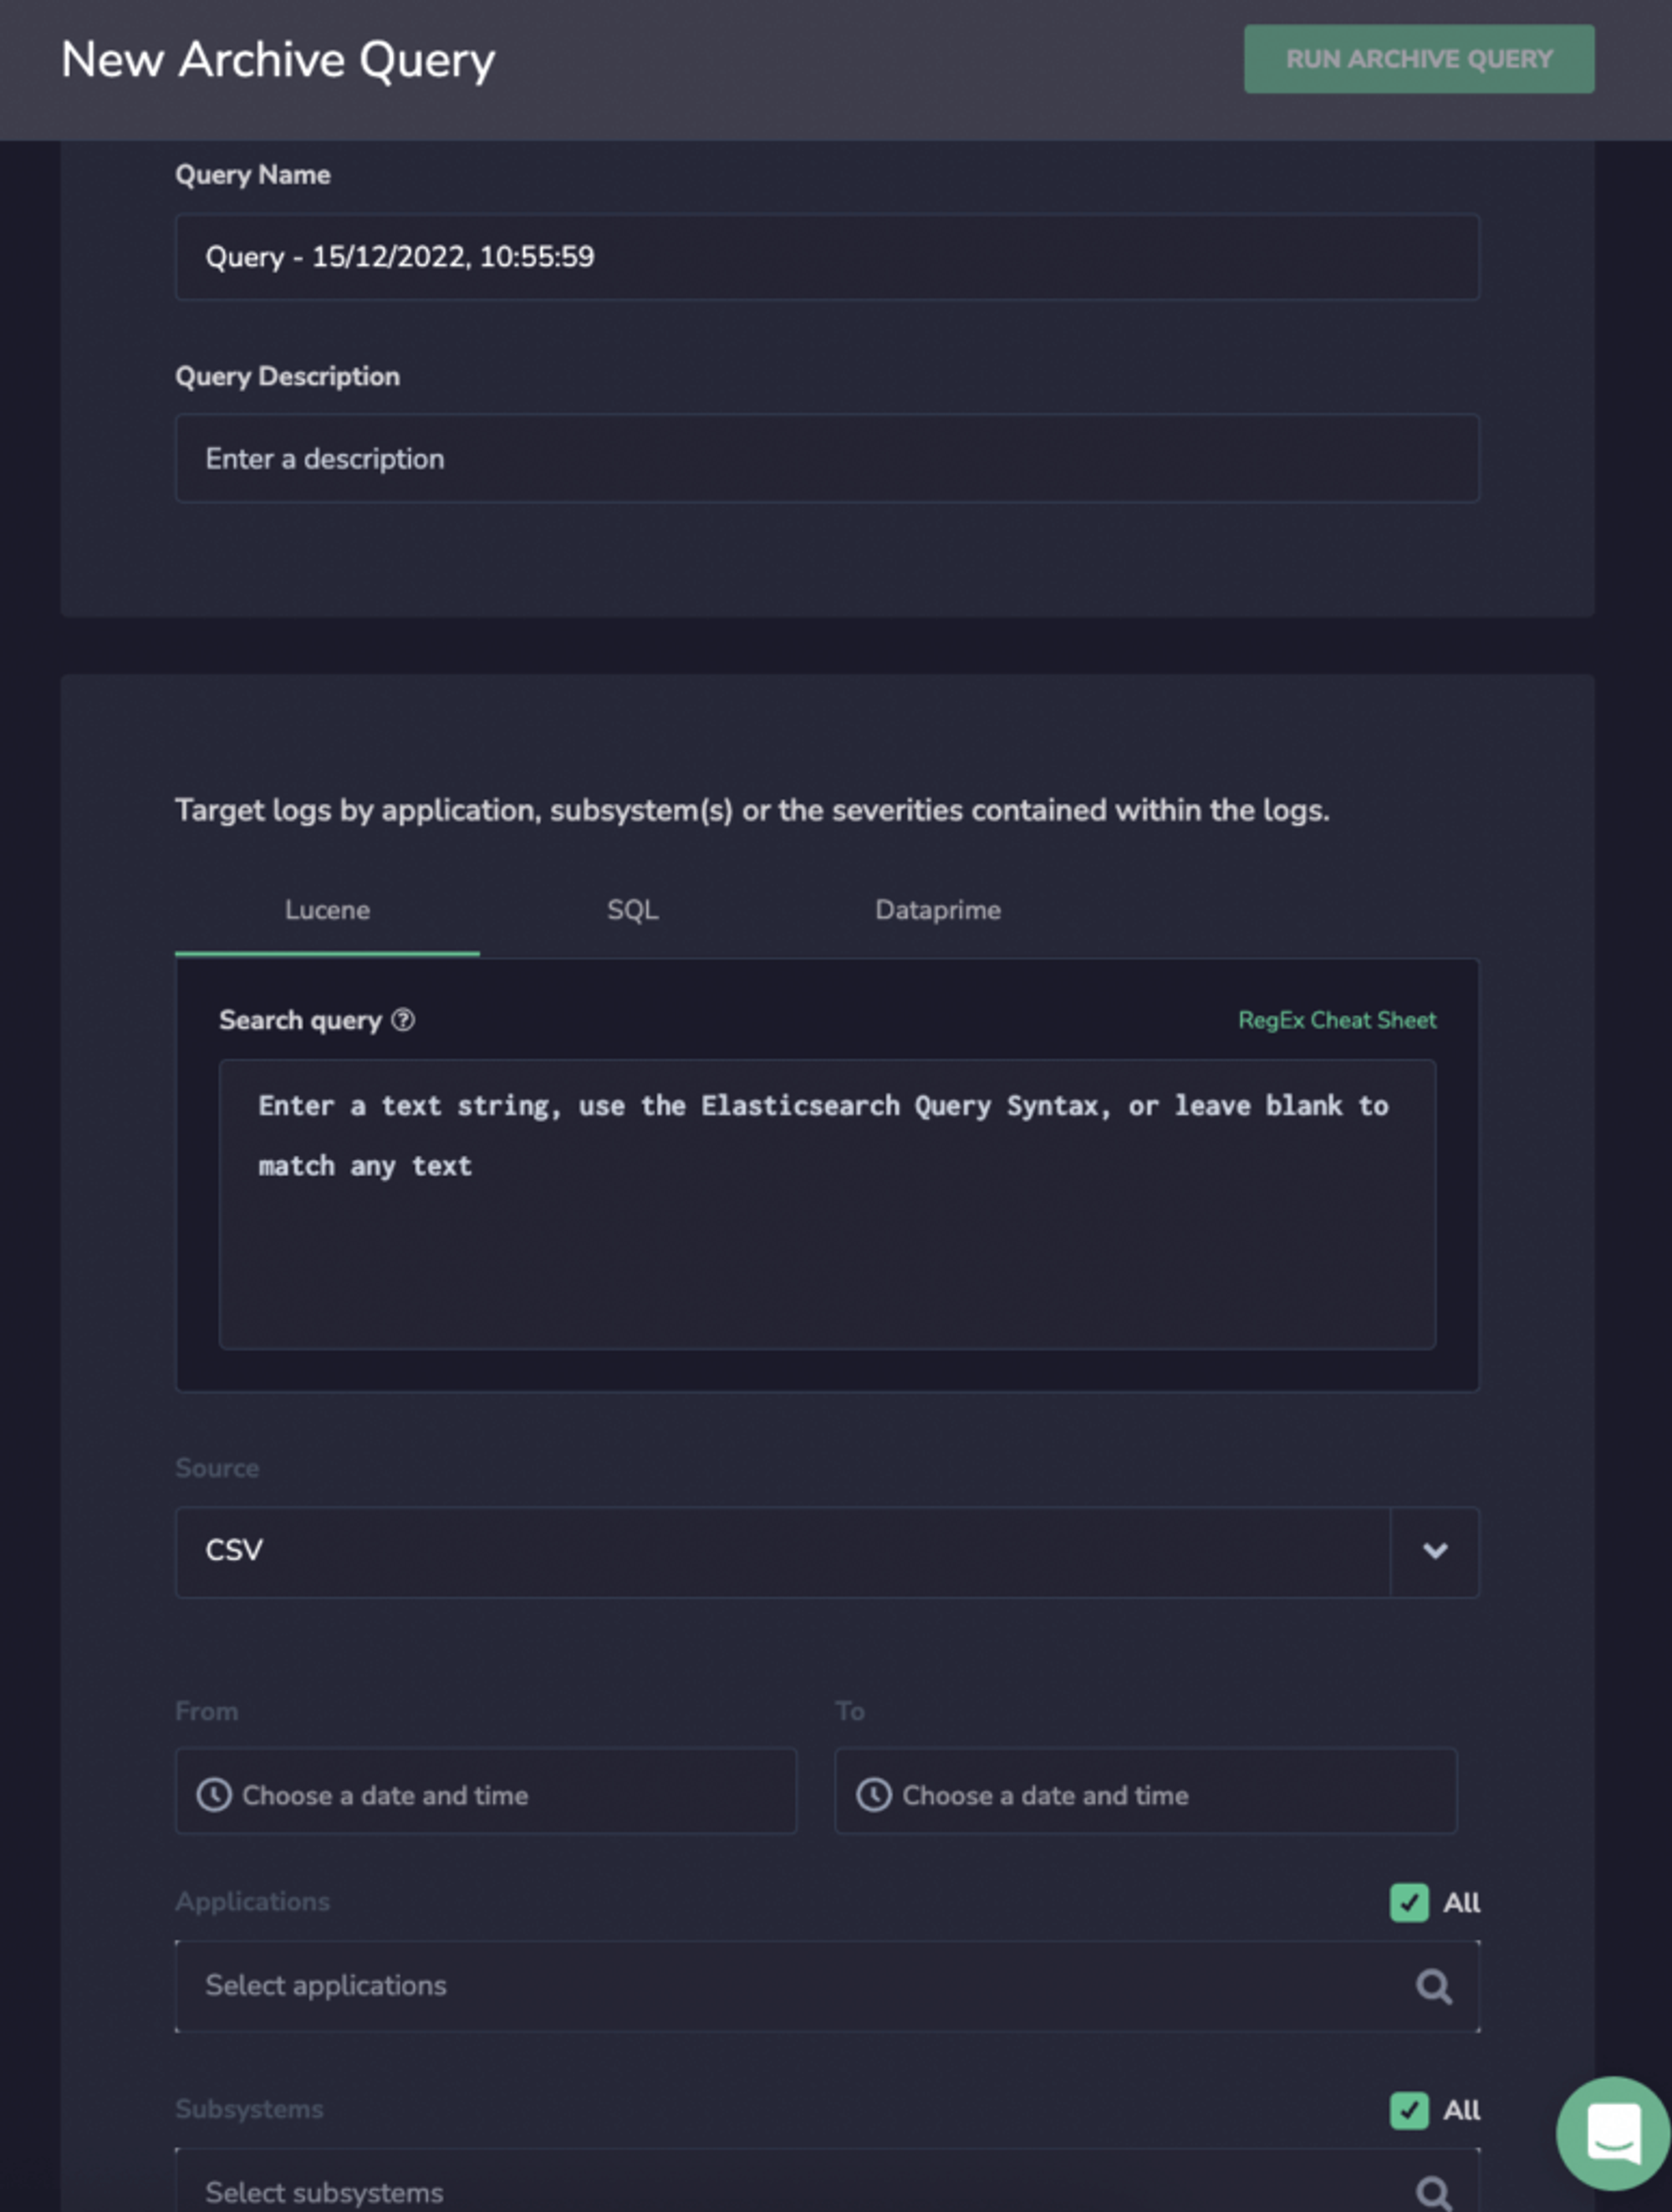 New Archive Query
RUN ARCHIVE QUERY
Query Name
Query - 15/12/2022, 10:55:59
Query Description
Enter a description
Target logs by application, subsystem(s) or the severities contained within the logs.
Lucene
SQL
Dataprime
Search query
RegEx Cheat Sheet
Enter a text string, use the Elasticsearch Query Syntax, or leave blank to
match any text
Source
CSV
From
To
Choose a date and time
Choose a date and time
Applications
All
Select applications
Subsystems
All
Select subsystems